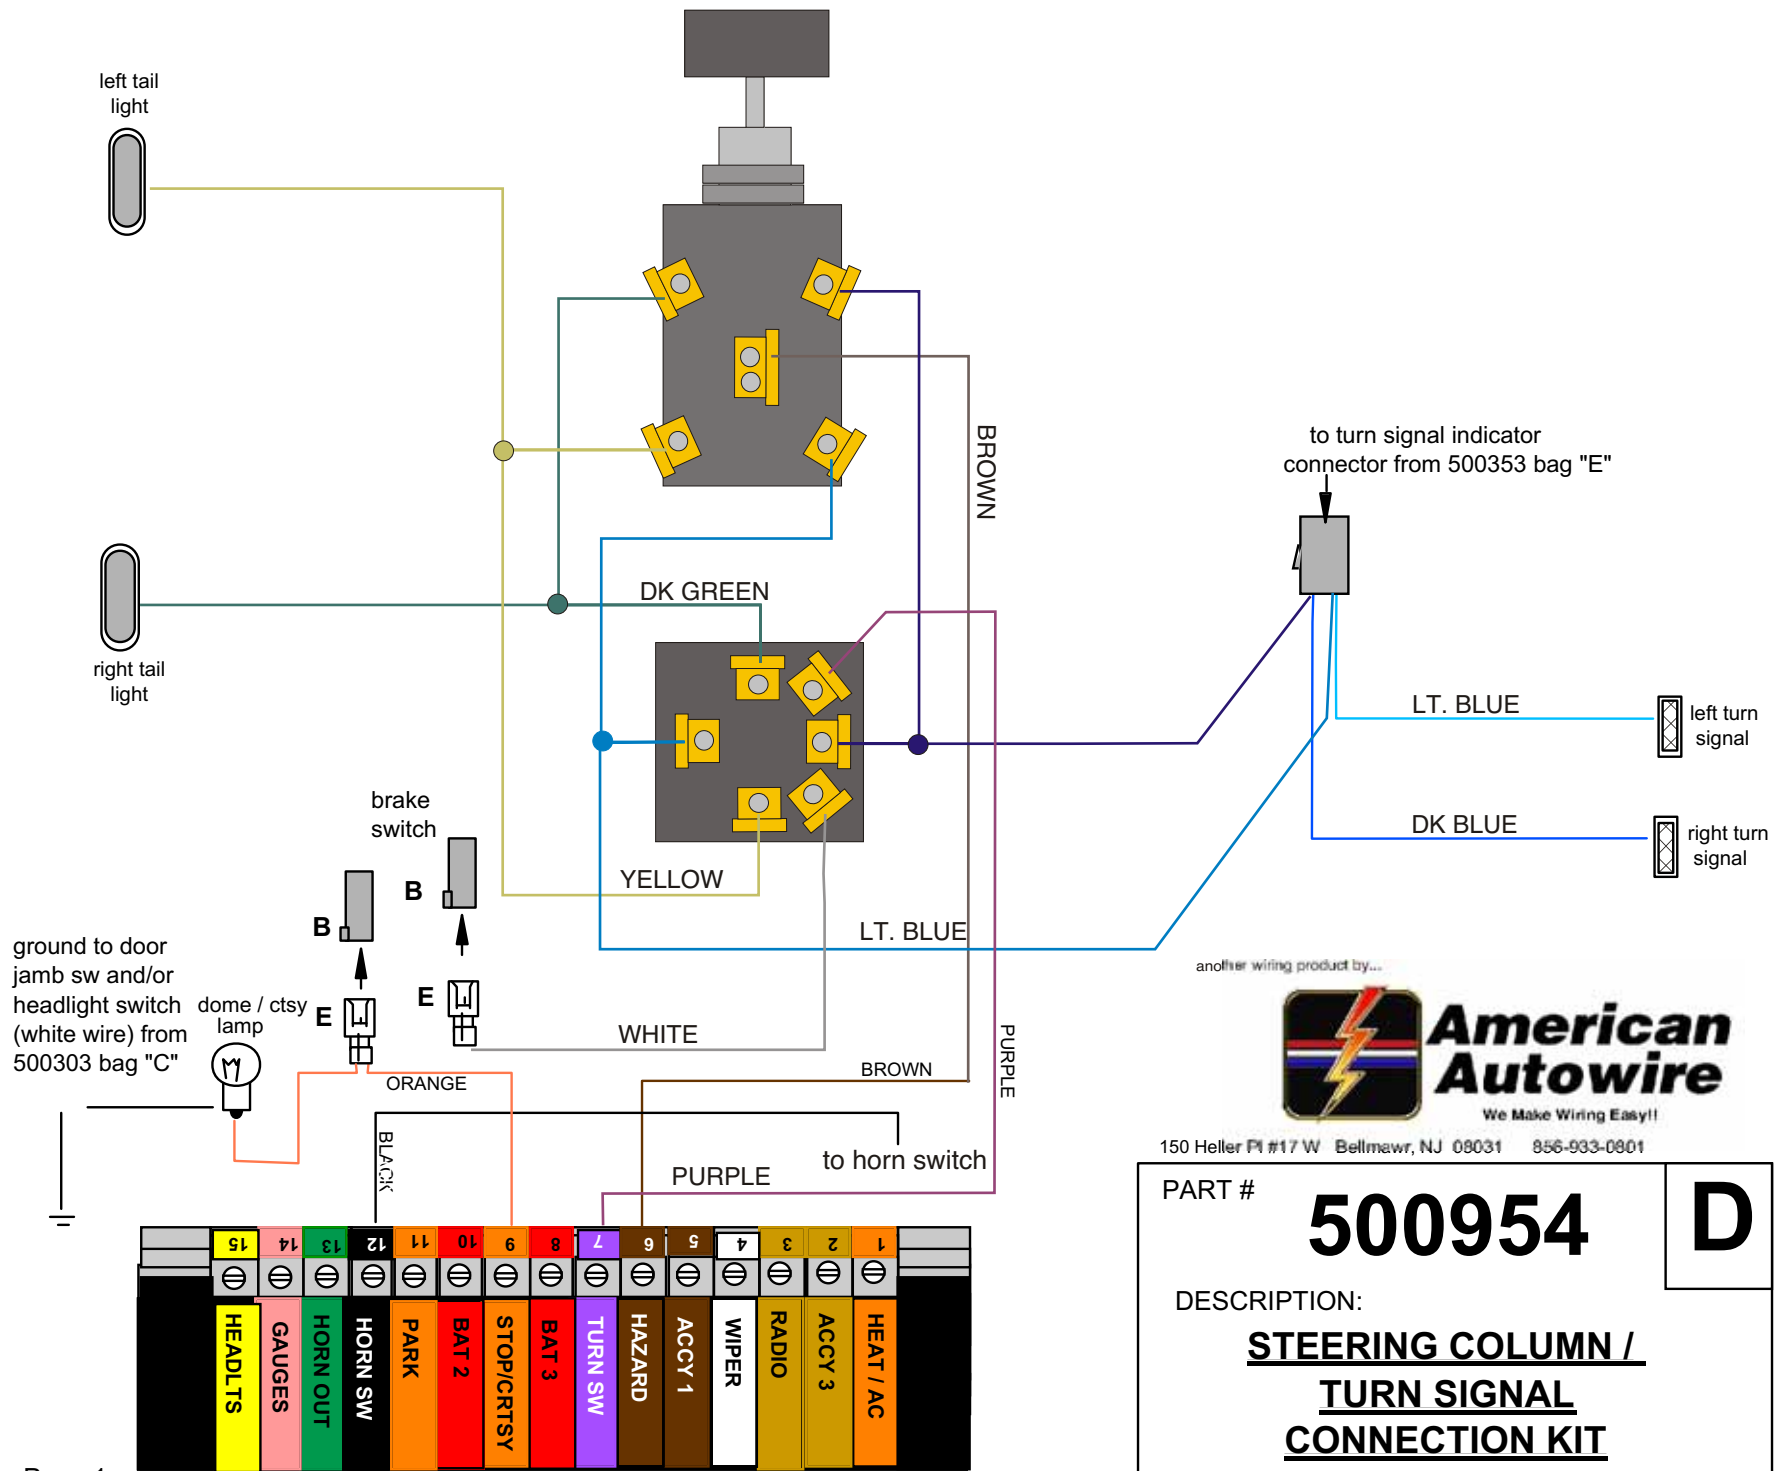 left tail
light
right tail
light
DK GREEN
BROWN
to turn signal indicator
connector from 500353 bag "E"
LT. BLUE
left turn
signal
DK BLUE
right turn
signal
brake
switch
B
B
E
E
YELLOW
LT. BLUE
WHITE
ground to door
jamb sw and/or
headlight switch
(white wire) from
500303 bag "C"
dome / ctsy
lamp
ORANGE
BROWN
PURPLE
BLACK
to horn switch
PURPLE
another wiring product by...
American
Autowire
We Make Wiring Easy!!
150 Heller Pl #17 W Bellmawr, NJ 08031 856-933-0801
PART #
500954
D
DESCRIPTION:
STEERING COLUMN /
TURN SIGNAL
CONNECTION KIT
15 14 13 12 11 10 9 8 7 6 5 4 3 2 1
HEADLTS
GAUGES
HORN OUT
HORN SW
PARK
BAT 2
STOP/CRTSY
BAT 3
TURN SW
HAZARD
ACCY 1
WIPER
RADIO
ACCY 3
HEAT / AC